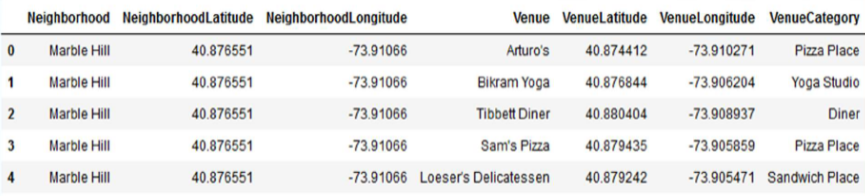 Neighborhood NeighborhoodLatitude NeighborhoodLongitude Venue VenueLatitude VenueLongitude VenueCategory
0 Marble Hill 40.876551 -73.91066 Arturo's 40.874412 -73.910271 Pizza Place
1 Marble Hill 40.876551 -73.91066 Bikram Yoga 40.876844 -73.906204 Yoga Studio
2 Marble Hill 40.876551 -73.91066 Tibbett Diner 40.880404 -73.908937 Diner
3 Marble Hill 40.876551 -73.91066 Sam's Pizza 40.879435 -73.905859 Pizza Place
4 Marble Hill 40.876551 -73.91066 Loeser's Delicatessen 40.879242 -73.905471 Sandwich Place